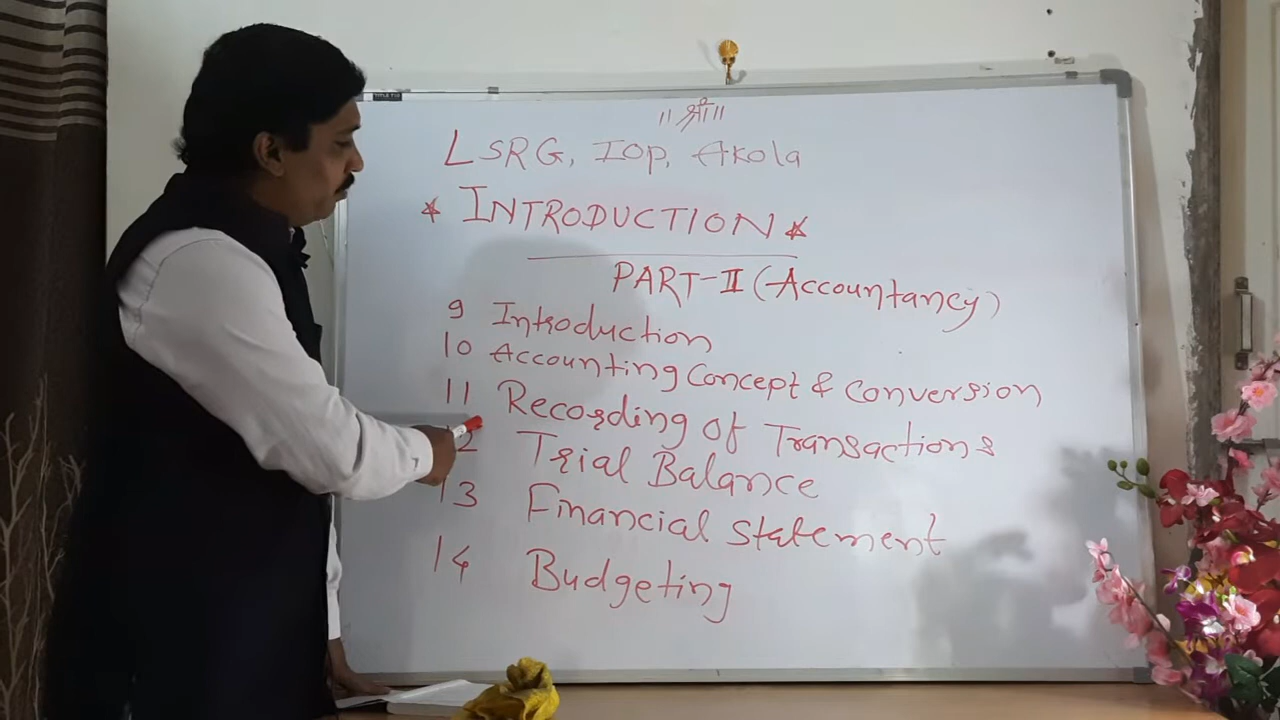 ॥ श्री ॥
LSRG, IOP, Akola
* INTRODUCTION *
PART-II (Accountancy)
9 Introduction
10 Accounting Concept & Conversion
11 Recording of Transactions
12 Trial Balance
13 Financial Statement
14 Budgeting